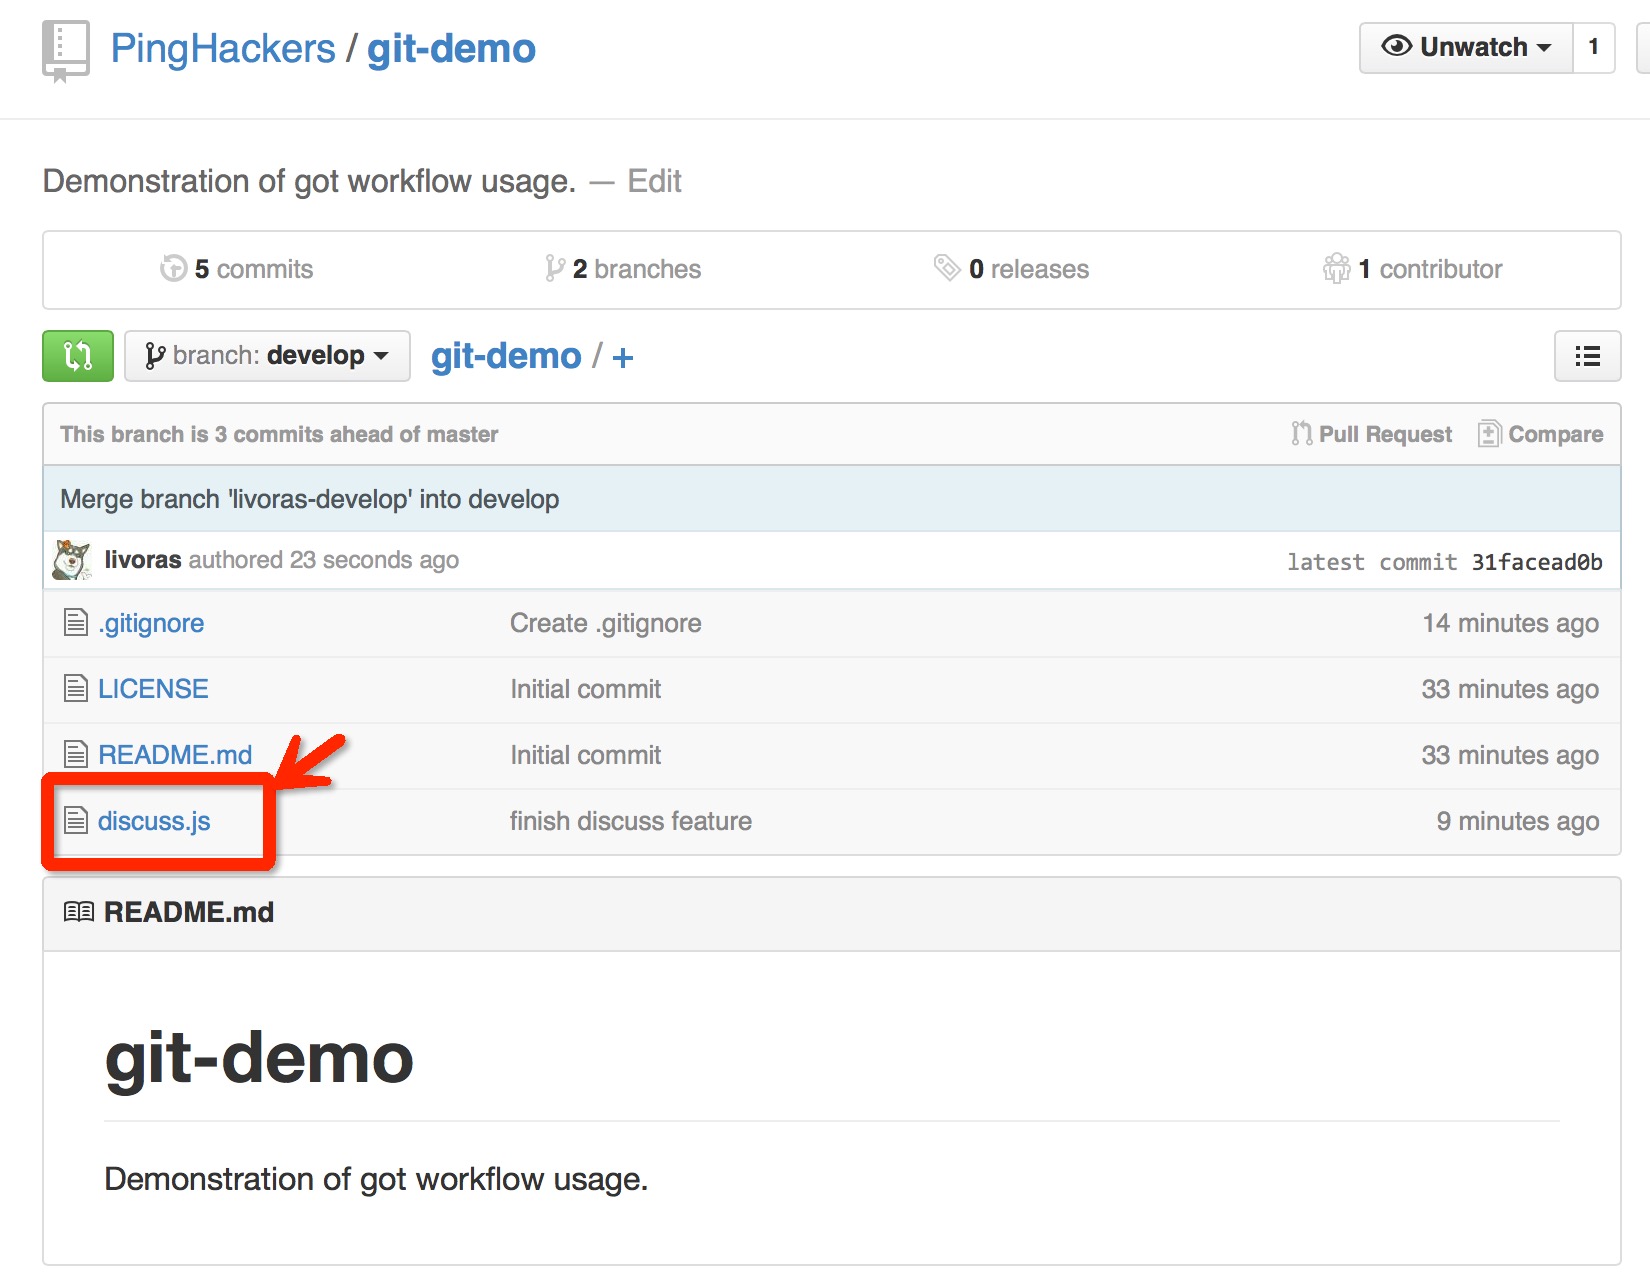 PingHackers / git-demo
Unwatch 1
Demonstration of got workflow usage. — Edit
5 commits 2 branches 0 releases 1 contributor
branch: develop git-demo / +
This branch is 3 commits ahead of master Pull Request Compare
Merge branch 'livoras-develop' into develop
livoras authored 23 seconds ago latest commit 31facead0b
.gitignore Create .gitignore 14 minutes ago
LICENSE Initial commit 33 minutes ago
README.md Initial commit 33 minutes ago
discuss.js finish discuss feature 9 minutes ago
README.md
git-demo
Demonstration of got workflow usage.